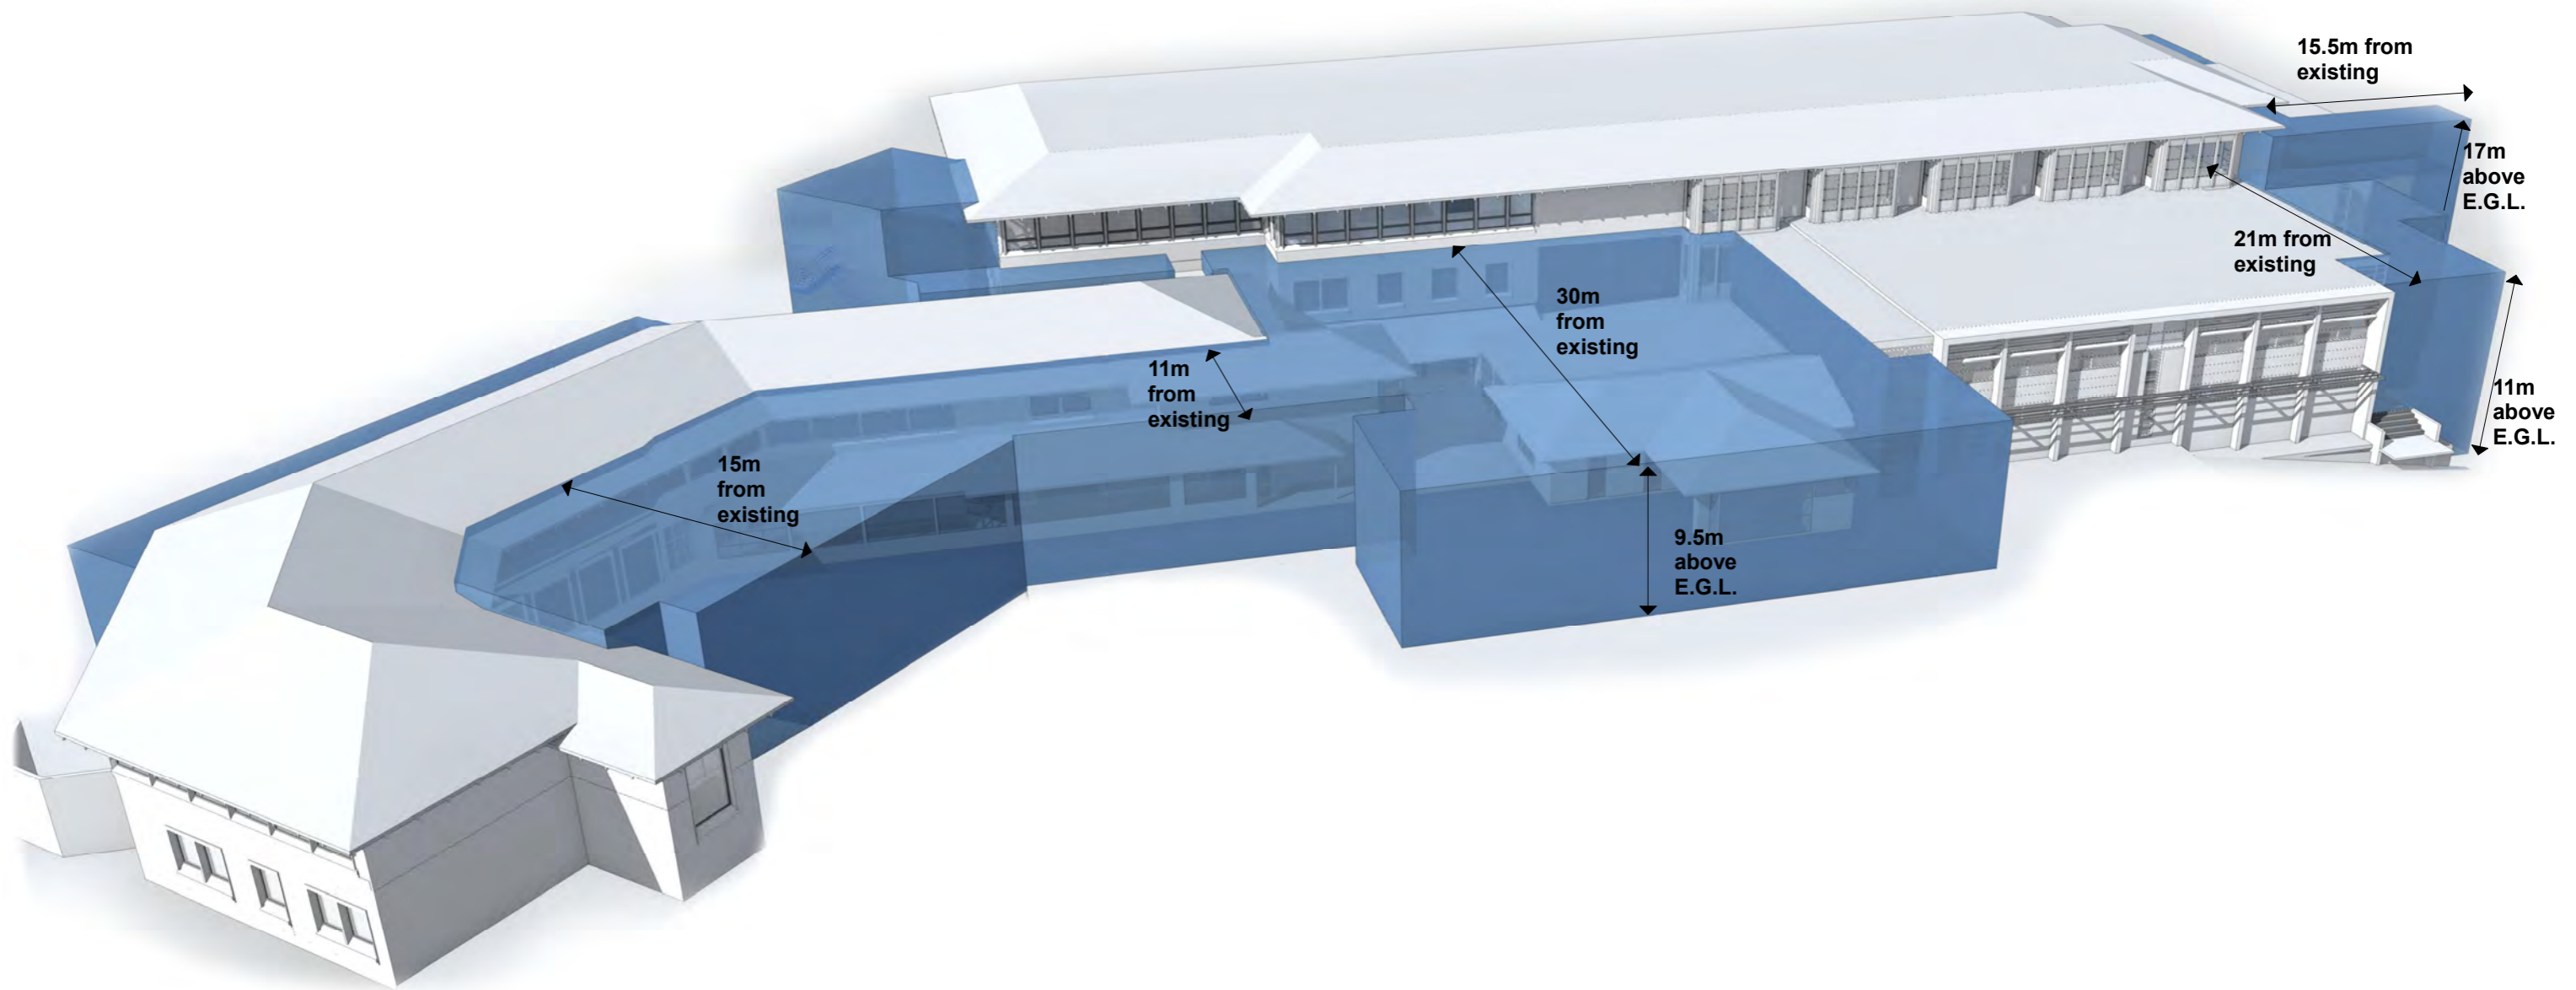 15.5m from
existing
17m
above
E.G.L.
21m from
existing
30m
from
existing
11m
from
existing
11m
above
E.G.L.
15m
from
existing
9.5m
above
E.G.L.